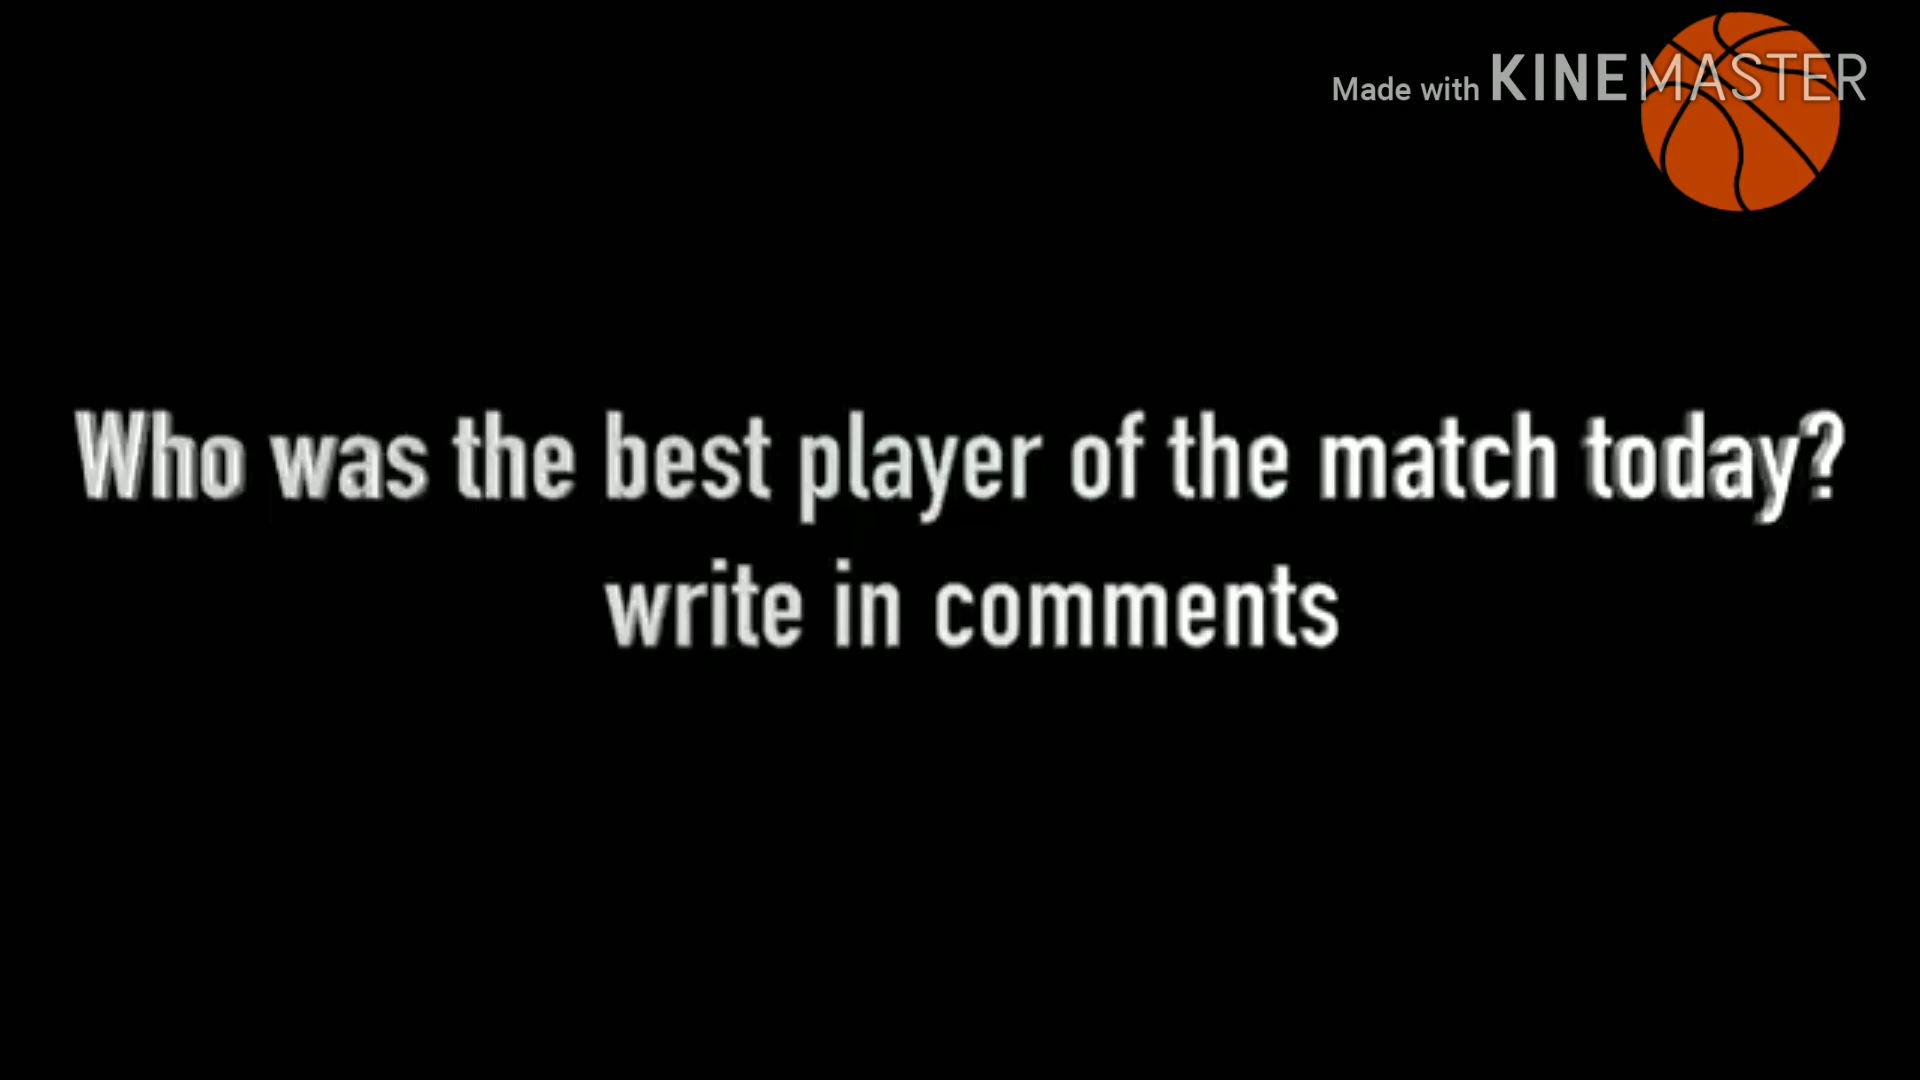 Made with KINEMASTER
Who was the best player of the match today?
write in comments